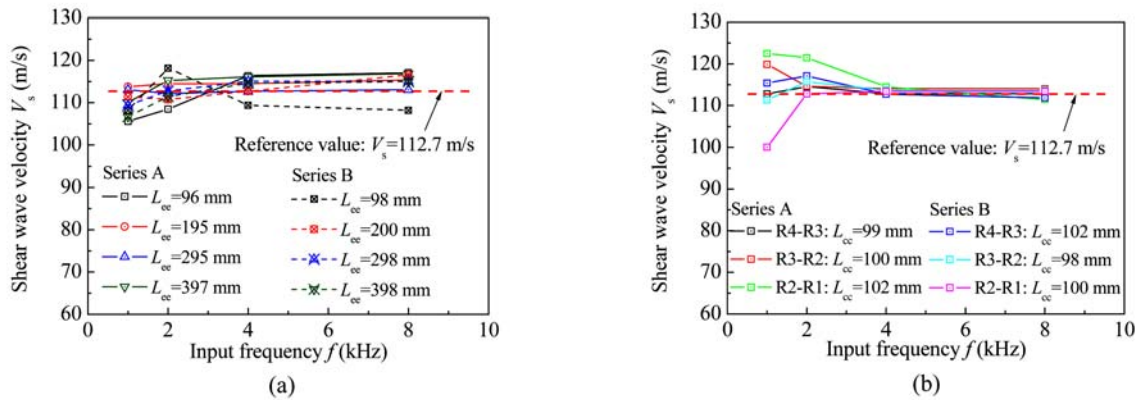 130
120
110
100
90
80
70
60
Shear wave velocity Vs (m/s)
Reference value: Vs=112.7 m/s
Series A
Lee=96 mm
Lee=195 mm
Lee=295 mm
Lee=397 mm
Series B
Lee=98 mm
Lee=200 mm
Lee=298 mm
Lee=398 mm
0 2 4 6 8 10
Input frequency f (kHz)
(a)
130
120
110
100
90
80
70
60
Shear wave velocity Vs (m/s)
Reference value: Vs=112.7 m/s
Series A
R4-R3: Lcc=99 mm
R3-R2: Lcc=100 mm
R2-R1: Lcc=102 mm
Series B
R4-R3: Lcc=102 mm
R3-R2: Lcc=98 mm
R2-R1: Lcc=100 mm
0 2 4 6 8 10
Input frequency f (kHz)
(b)